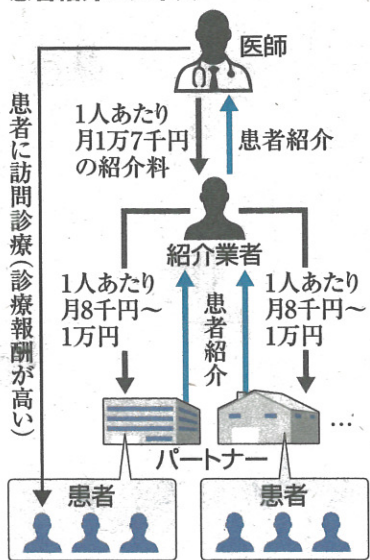 医師
1人あたり
月1万7千円
の紹介料
患者紹介
患者に訪問診療(診療報酬が高い)
紹介業者
1人あたり
月8千円～
1万円
患者紹介
1人あたり
月8千円～
1万円
…
パートナー
患者
患者